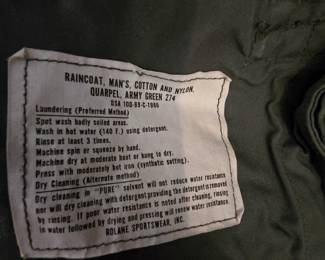 RAINCOAT, MAN'S, COTTON AND NYLON,
QUARPEL, ARMY GREEN 274
DSA 100-69-C-1966
Laundering (Preferred Method)
Spot wash badly soiled areas.
Wash in hot water (140 F.) using detergent.
Rinse at least 3 times.
Machine spin or squeeze by hand.
Machine dry at moderate heat or hang to dry.
Press with moderately hot iron (synthetic setting).
Dry Cleaning (Alternate method)
Dry cleaning in "PURE" solvent will not reduce water resistance
nor will dry cleaning with detergent providing the detergent is removed
by rinsing. If poor water resistance is noted after cleaning, rinsing
in water followed by drying and pressing will renew water resistance.
ROLANE SPORTSWEAR, INC.